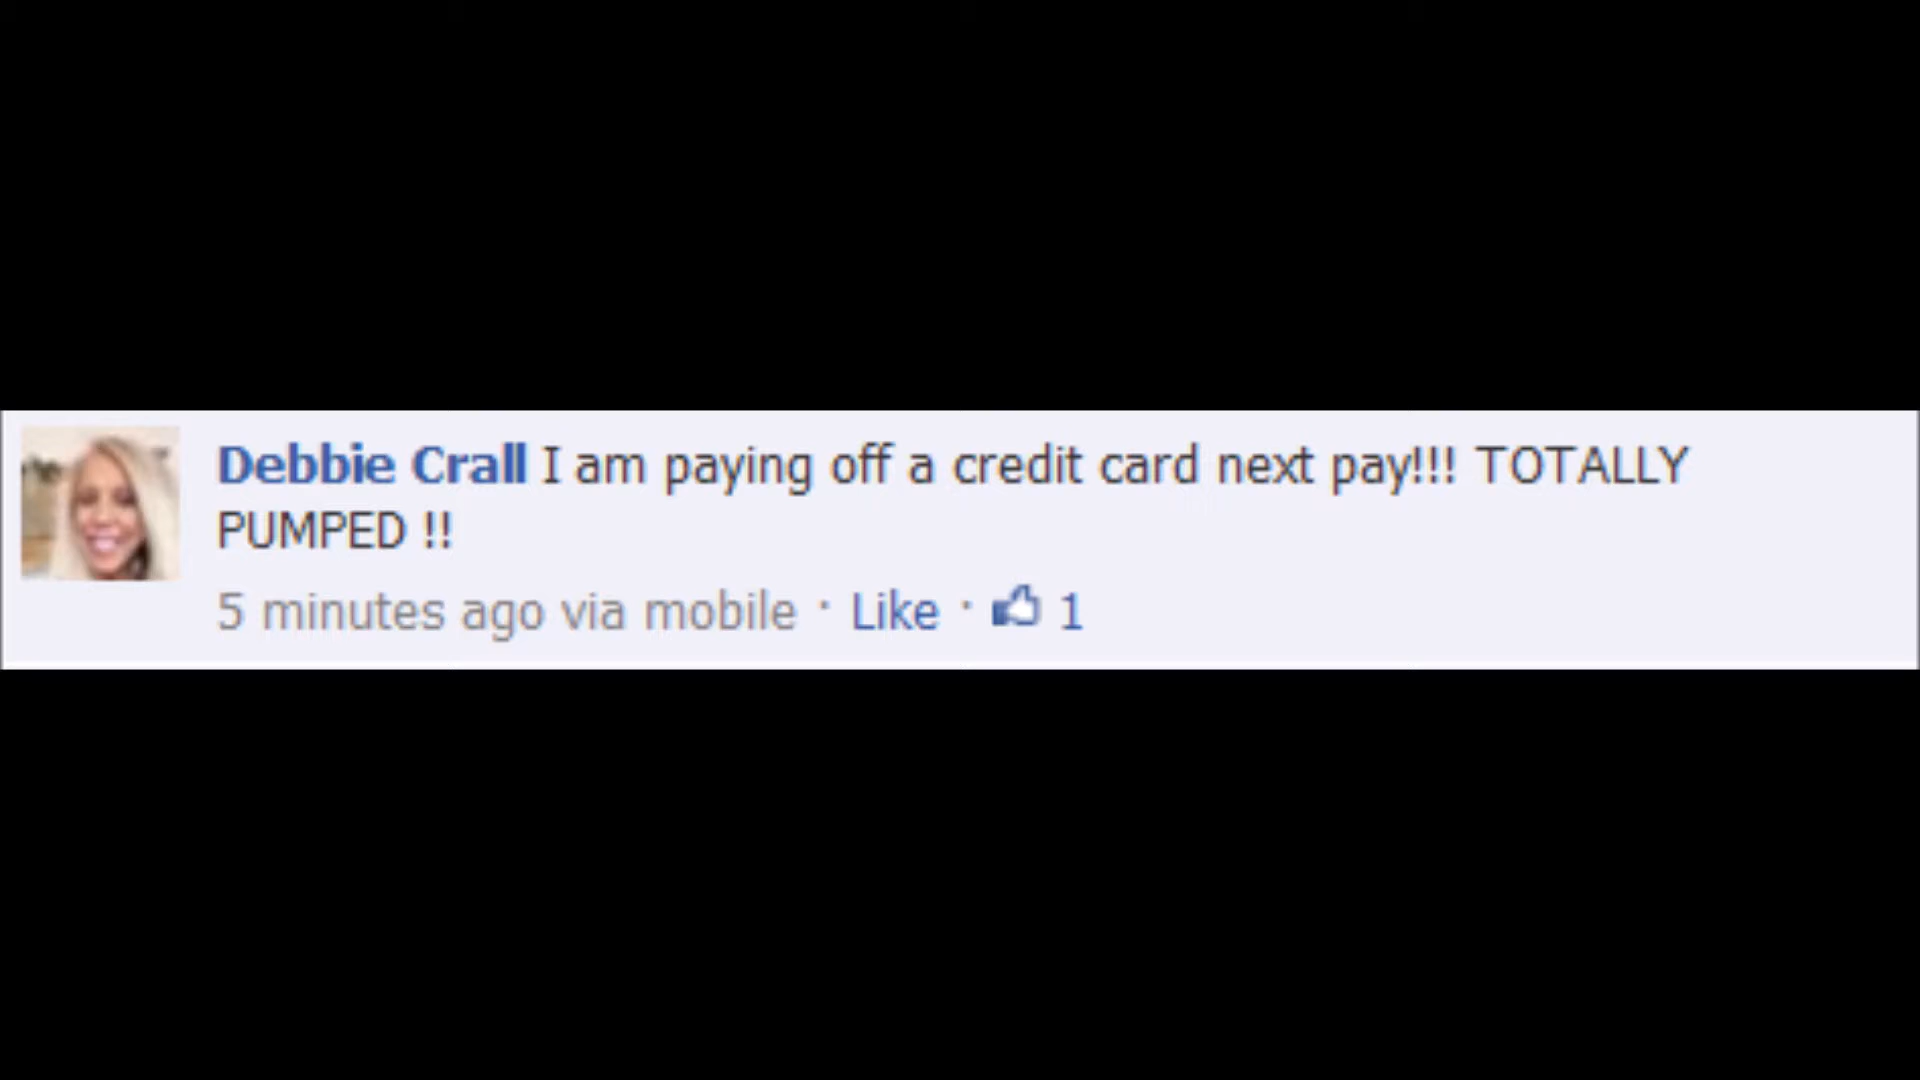 Debbie Crall I am paying off a credit card next pay!!! TOTALLY
PUMPED !!
5 minutes ago via mobile · Like · 1